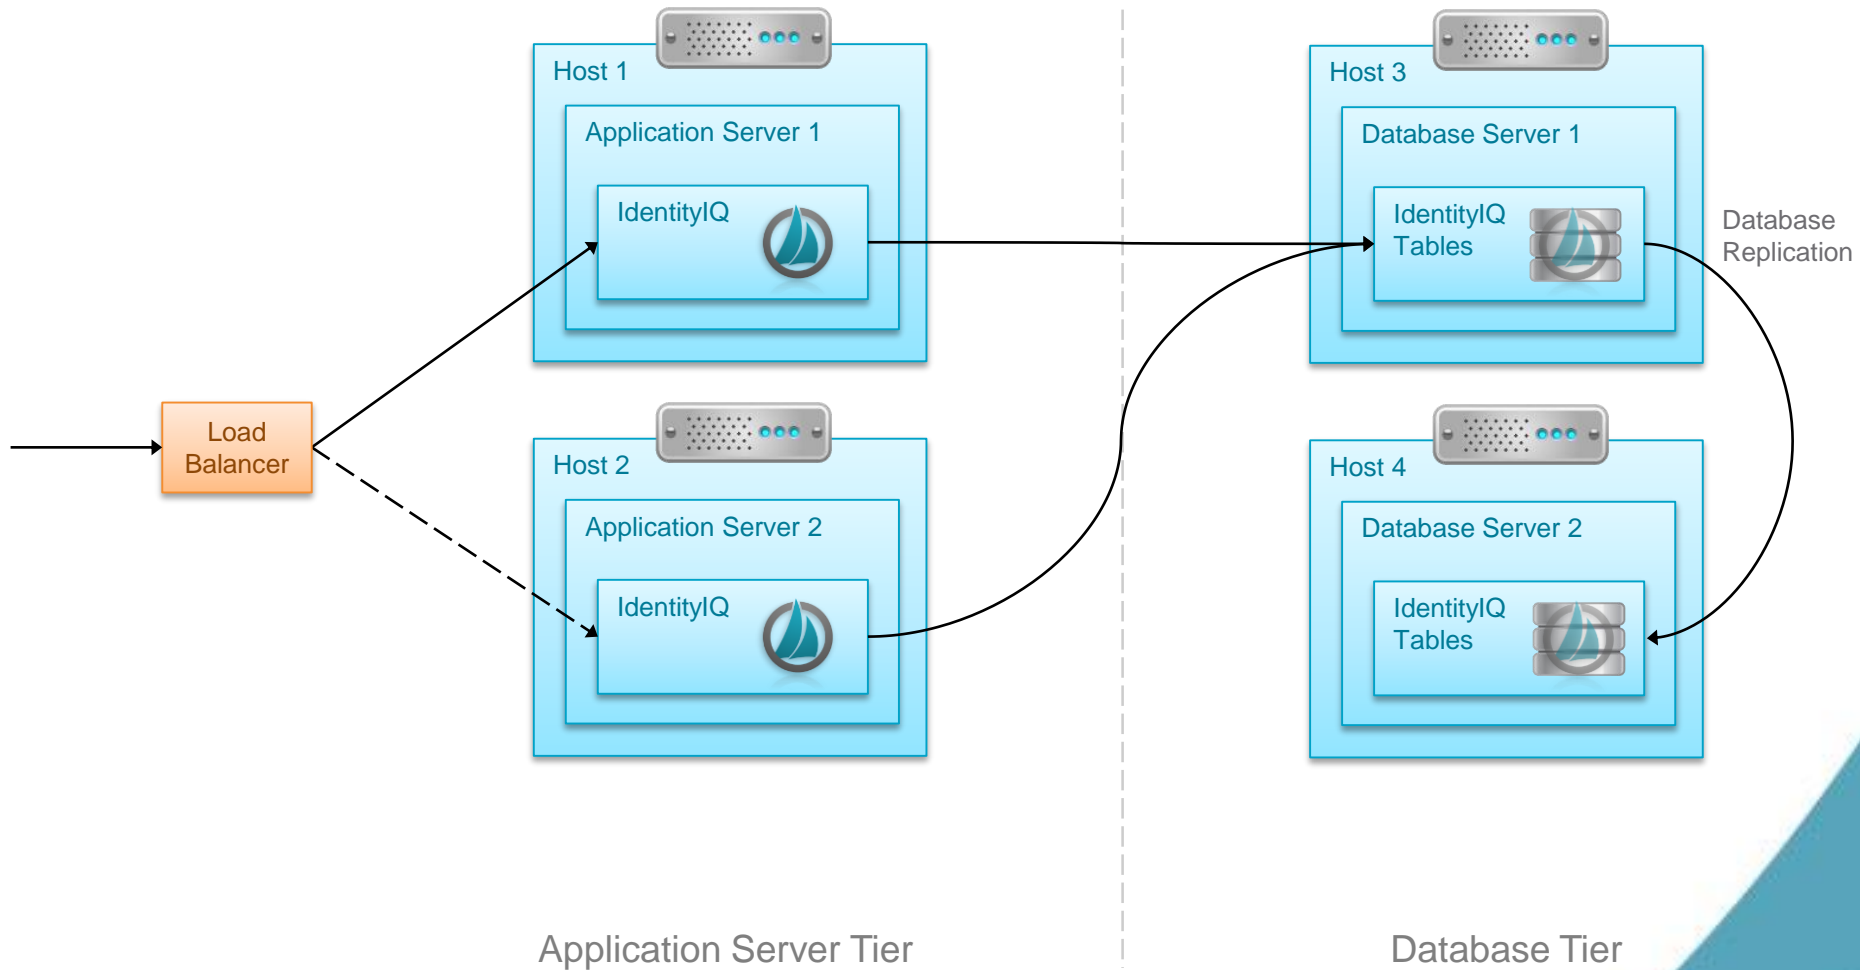 Host 1
Application Server 1
IdentityIQ
Host 3
Database Server 1
IdentityIQ
Tables
Database
Replication
Load
Balancer
Host 2
Application Server 2
IdentityIQ
Host 4
Database Server 2
IdentityIQ
Tables
Application Server Tier
Database Tier